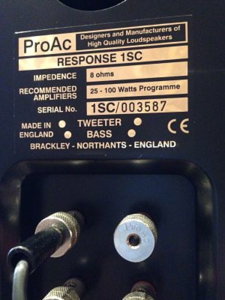 ProAc
Designers and Manufacturers of
High Quality Loudspeakers
RESPONSE 1SC
IMPEDENCE 8 ohms
RECOMMENDED
AMPLIFIERS 25 - 100 Watts Programme
SERIAL No. 1SC/003587
MADE IN
ENGLAND
TWEETER
BASS
CE
BRACKLEY - NORTHANTS - ENGLAND